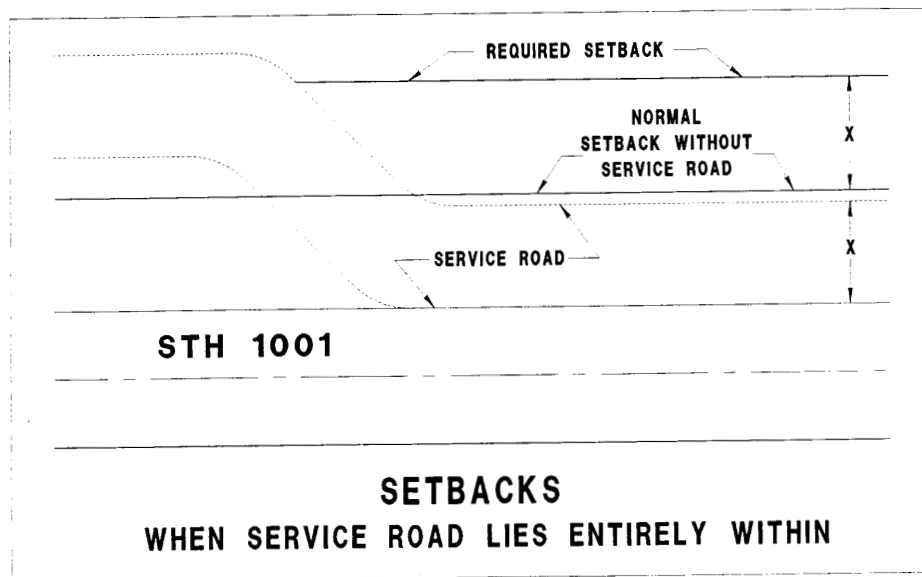 REQUIRED SETBACK
X
NORMAL
SETBACK WITHOUT
SERVICE ROAD
X
SERVICE ROAD
STH 1001
SETBACKS
WHEN SERVICE ROAD LIES ENTIRELY WITHIN